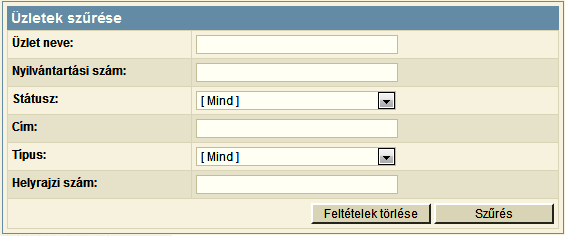 Üzletek szűrése
Üzlet neve:
Nyilvántartási szám:
Státusz: [ Mind ]
Cím:
Típus: [ Mind ]
Helyrajzi szám:
Feltételek törlése Szűrés